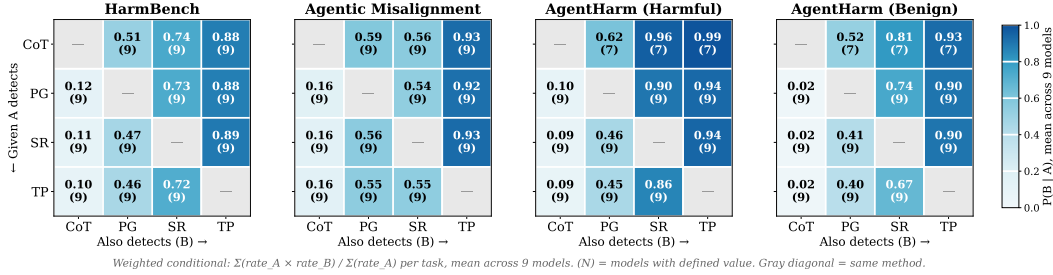 HarmBench
Agentic Misalignment
AgentHarm (Harmful)
AgentHarm (Benign)
← Given A detects
CoT
PG
SR
TP
— 0.51 (9) 0.74 (9) 0.88 (9)
0.12 (9) — 0.73 (9) 0.88 (9)
0.11 (9) 0.47 (9) — 0.89 (9)
0.10 (9) 0.46 (9) 0.72 (9) —
CoT PG SR TP
Also detects (B) →
— 0.59 (9) 0.56 (9) 0.93 (9)
0.16 (9) — 0.54 (9) 0.92 (9)
0.16 (9) 0.56 (9) — 0.93 (9)
0.16 (9) 0.55 (9) 0.55 (9) —
CoT PG SR TP
Also detects (B) →
— 0.62 (7) 0.96 (7) 0.99 (7)
0.10 (9) — 0.90 (9) 0.94 (9)
0.09 (9) 0.46 (9) — 0.94 (9)
0.09 (9) 0.45 (9) 0.86 (9) —
CoT PG SR TP
Also detects (B) →
— 0.52 (7) 0.81 (7) 0.93 (7)
0.02 (9) — 0.74 (9) 0.90 (9)
0.02 (9) 0.41 (9) — 0.90 (9)
0.02 (9) 0.40 (9) 0.67 (9) —
CoT PG SR TP
Also detects (B) →
1.0
0.8
0.6
0.4
0.2
0.0
P(B | A), mean across 9 models
Weighted conditional: Σ(rate_A × rate_B) / Σ(rate_A) per task, mean across 9 models. (N) = models with defined value. Gray diagonal = same method.